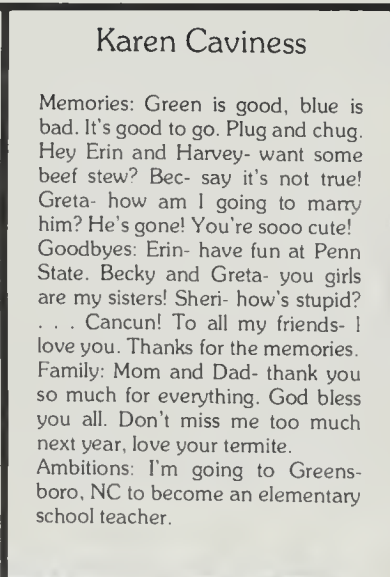 Karen Caviness
Memories: Green is good, blue is
bad. It's good to go. Plug and chug.
Hey Erin and Harvey- want some
beef stew? Bec- say it's not true!
Greta- how am I going to marry
him? He's gone! You're sooo cute!
Goodbyes: Erin- have fun at Penn
State. Becky and Greta- you girls
are my sisters! Sheri- how's stupid?
. . . Cancun! To all my friends- I
love you. Thanks for the memories.
Family: Mom and Dad- thank you
so much for everything. God bless
you all. Don't miss me too much
next year, love your termite.
Ambitions: I'm going to Greens-
boro, NC to become an elementary
school teacher.